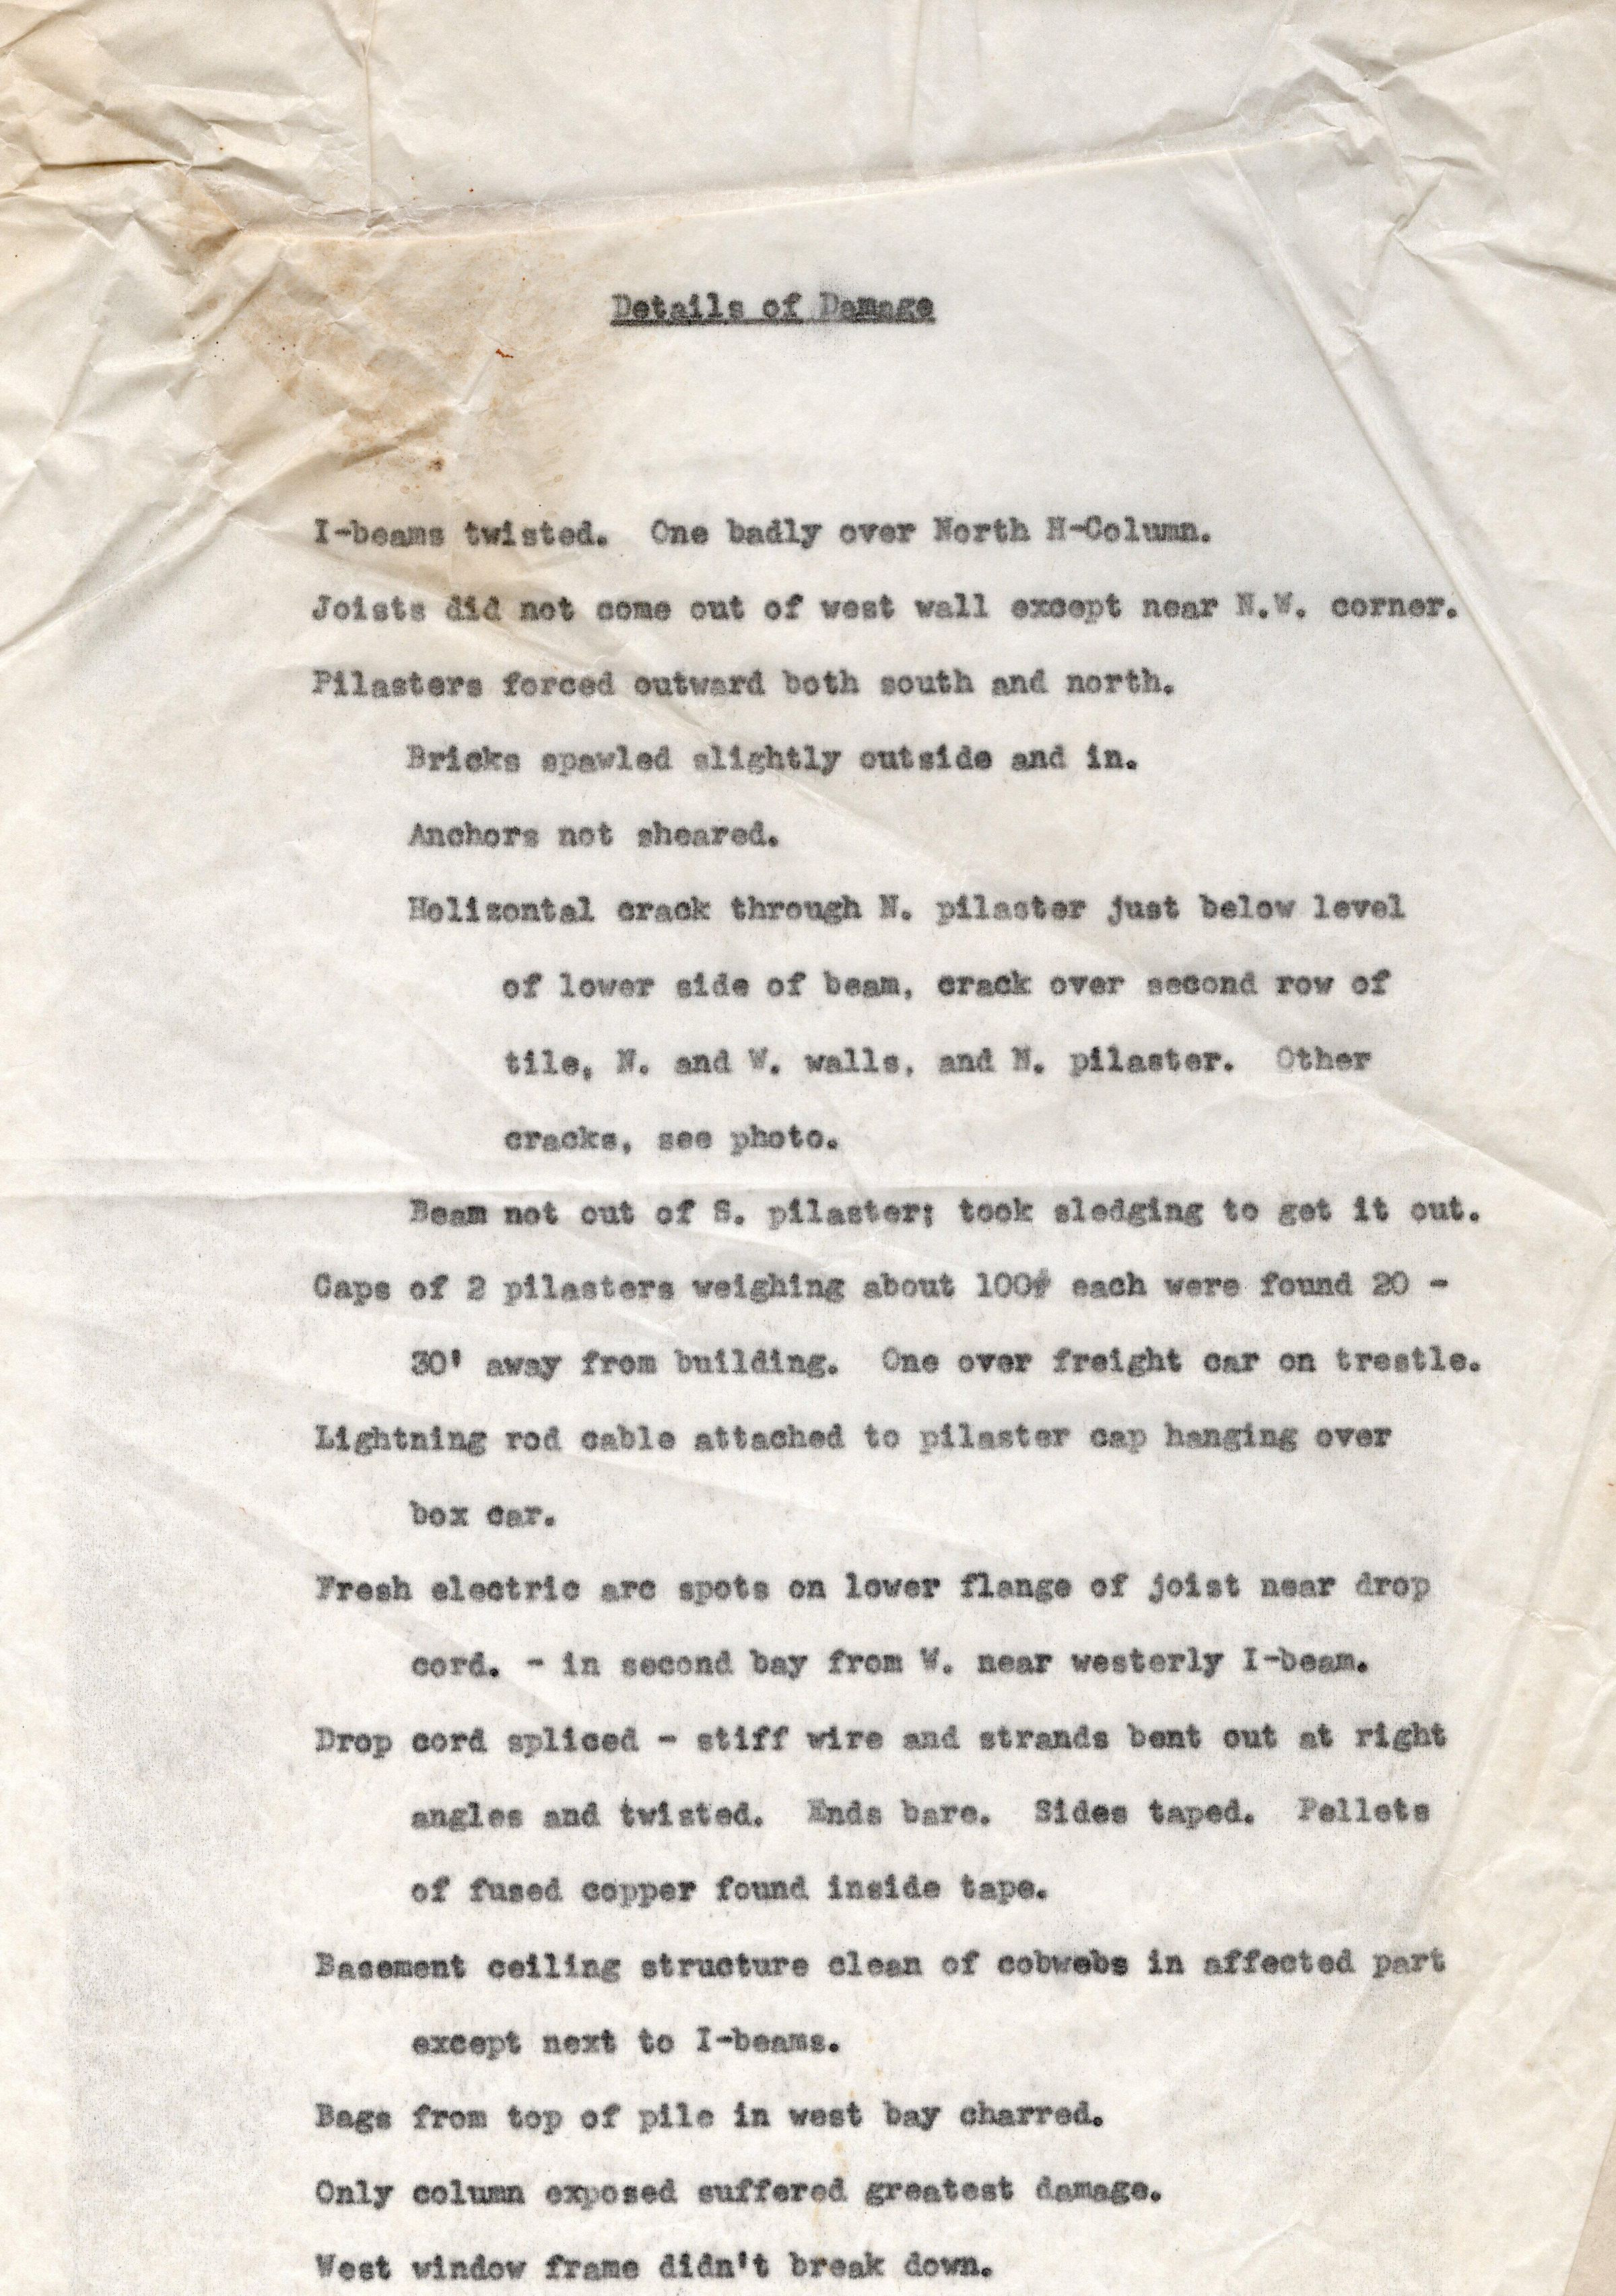 Details of Damage
I-beams twisted.  One badly over North H-Column.
Joists did not come out of west wall except near N.W. corner.
Pilasters forced outward both south and north.
Bricks spawled slightly outside and in.
Anchors not sheared.
Holizontal crack through N. pilaster just below level
of lower side of beam, crack over second row of
tile, N. and W. walls, and N. pilaster.  Other
cracks, see photo.
Beam not out of S. pilaster; took sledging to get it out.
Caps of 2 pilasters weighing about 100# each were found 20 -
30' away from building.  One over freight car on trestle.
Lightning rod cable attached to pilaster cap hanging over
box car.
Fresh electric arc spots on lower flange of joist near drop
cord. - in second bay from W. near westerly I-beam.
Drop cord spliced - stiff wire and strands bent out at right
angles and twisted.  Ends bare.  Sides taped.  Pellets
of fused copper found inside tape.
Basement ceiling structure clean of cobwebs in affected part
except next to I-beams.
Bags from top of pile in west bay charred.
Only column exposed suffered greatest damage.
West window frame didn't break down.